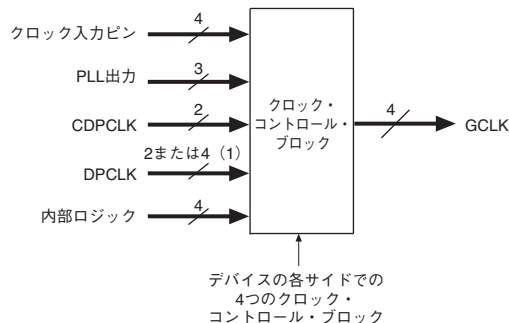 クロック入力ピン
4
PLL出力
3
CDPCLK
2
DPCLK
2または4（1）
内部ロジック
4
クロック・
コントロール・
ブロック
4
GCLK
デバイスの各サイドでの
4つのクロック・
コントロール・ブロック